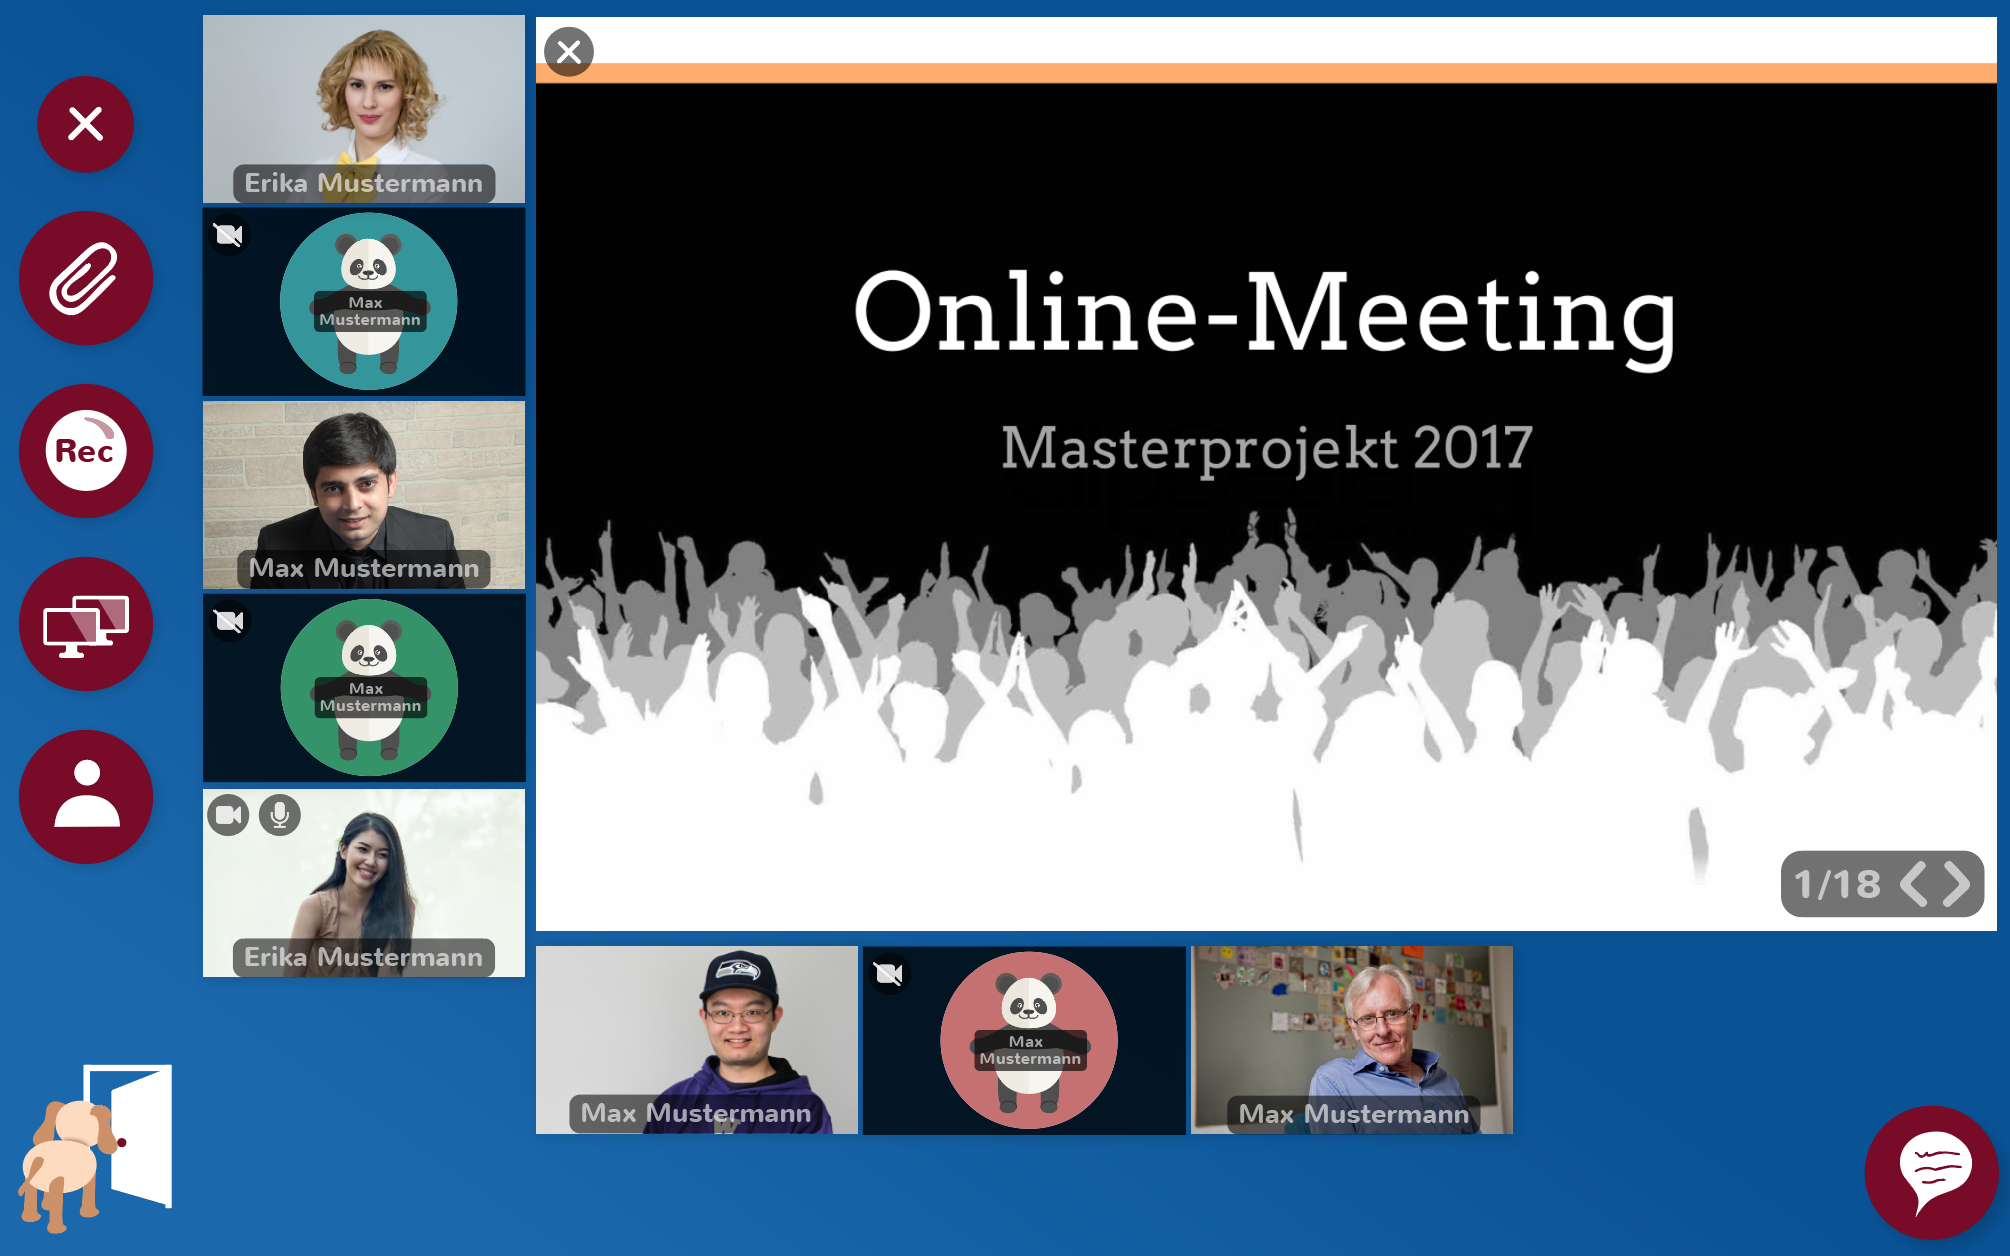 Erika Mustermann
Max
Mustermann
Rec
Max Mustermann
Max
Mustermann
Erika Mustermann
Online-Meeting
Masterprojekt 2017
1/18
Max Mustermann
W
Max
Mustermann
Max Mustermann